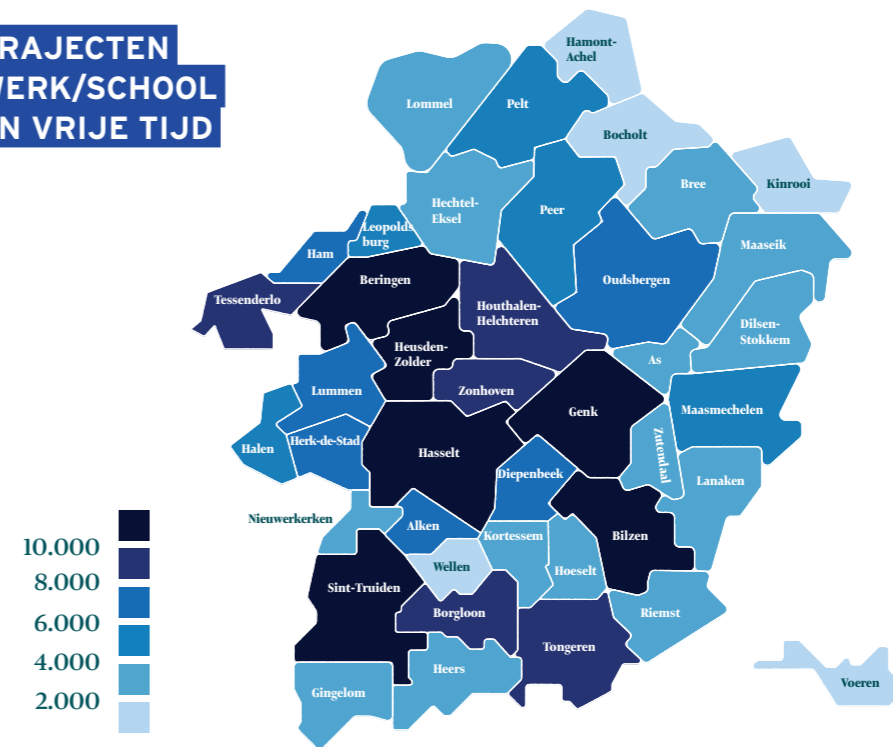 RAJECTEN
WERK/SCHOOL
N VRIJE TIJD
Hamont-
Achel
Lommel
Pelt
Bocholt
Bree
Kinrooi
Hechtel-
Eksel
Peer
Leopolds
burg
Ham
Maaseik
Beringen
Oudsbergen
Tessenderlo
Houthalen-
Helchteren
Dilsen-
Stokkem
Heusden-
Zolder
As
Lummen
Zonhoven
Genk
Maasmechelen
Herk-de-Stad
Halen
Hasselt
Zutendaal
Diepenbeek
Lanaken
Nieuwerkerken
Alken
Kortessem
Bilzen
Wellen
Hoeselt
Sint-Truiden
Borgloon
Riemst
Tongeren
Heers
Gingelom
Voeren
10.000
8.000
6.000
4.000
2.000